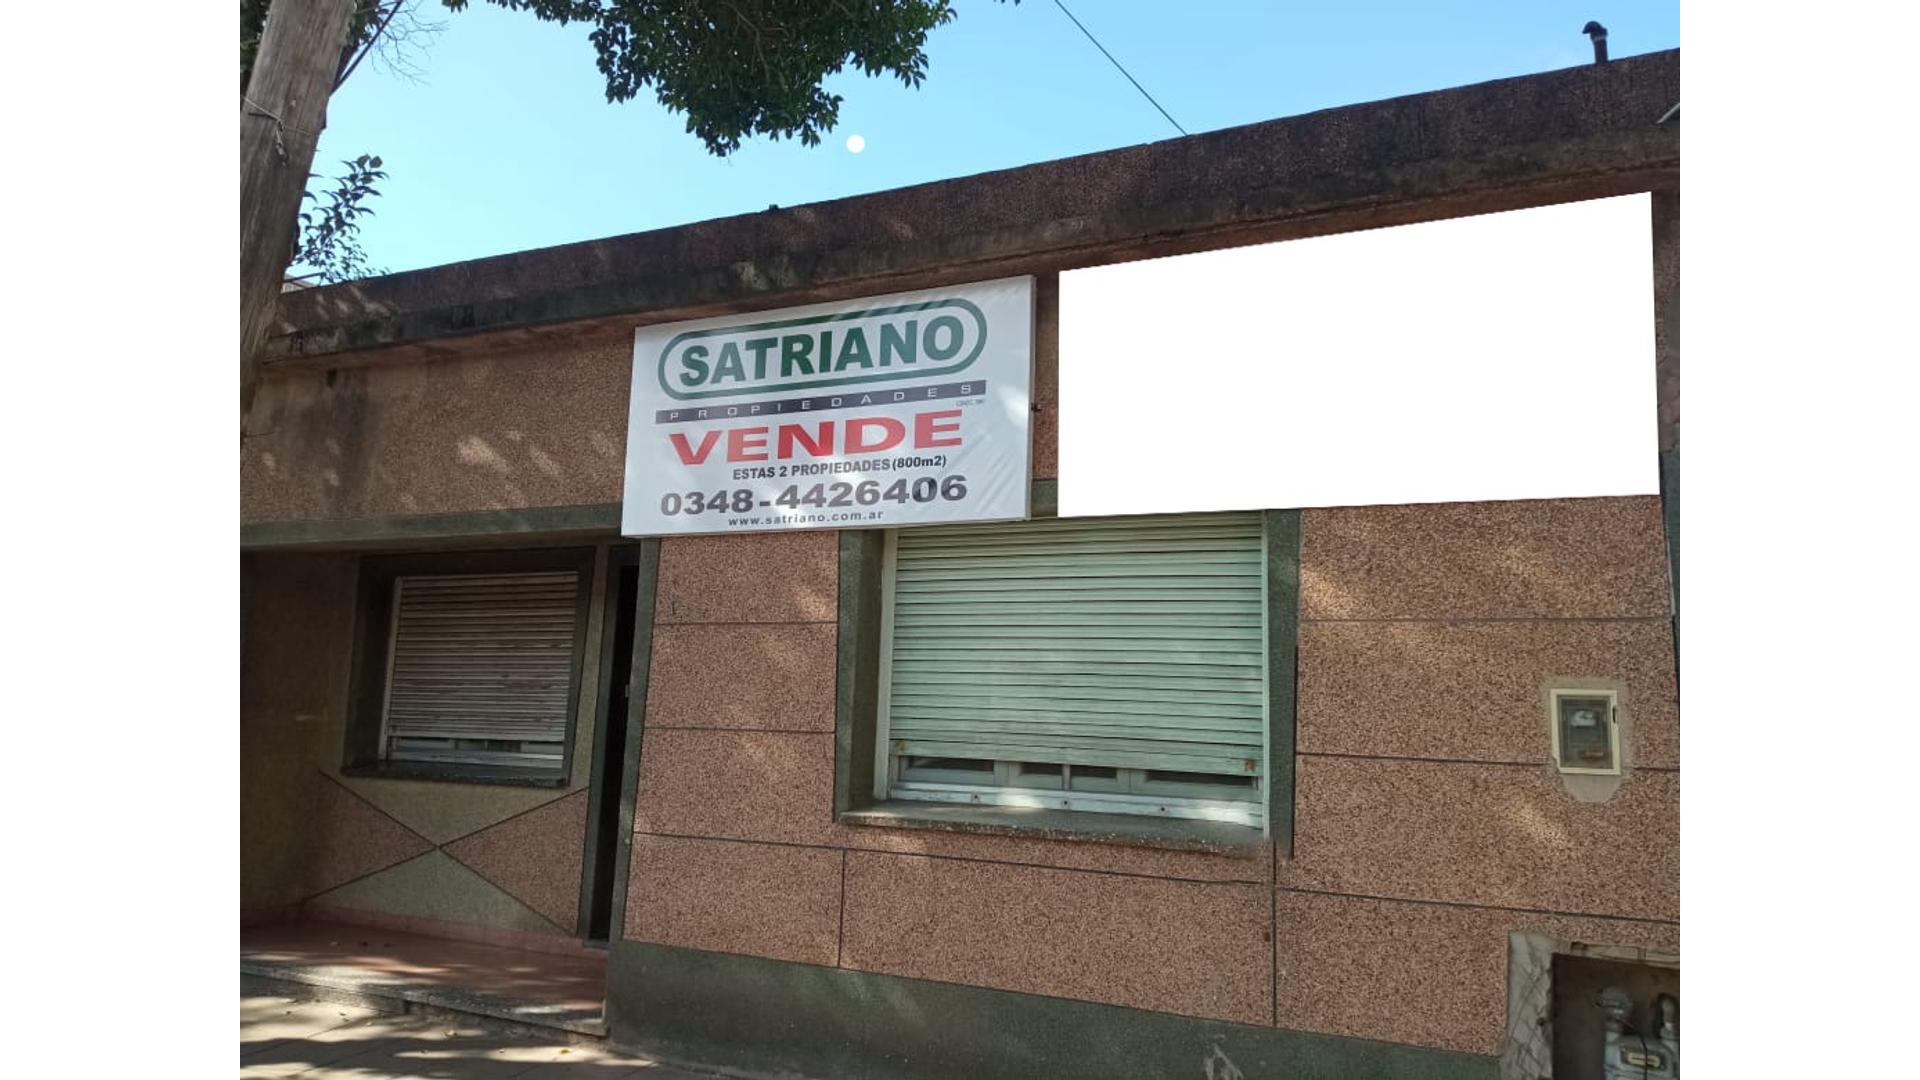 SATRIANO
PROPIEDADES
VENDE
ESTAS 2 PROPIEDADES (800m2)
0348-4426406
www.satriano.com.ar